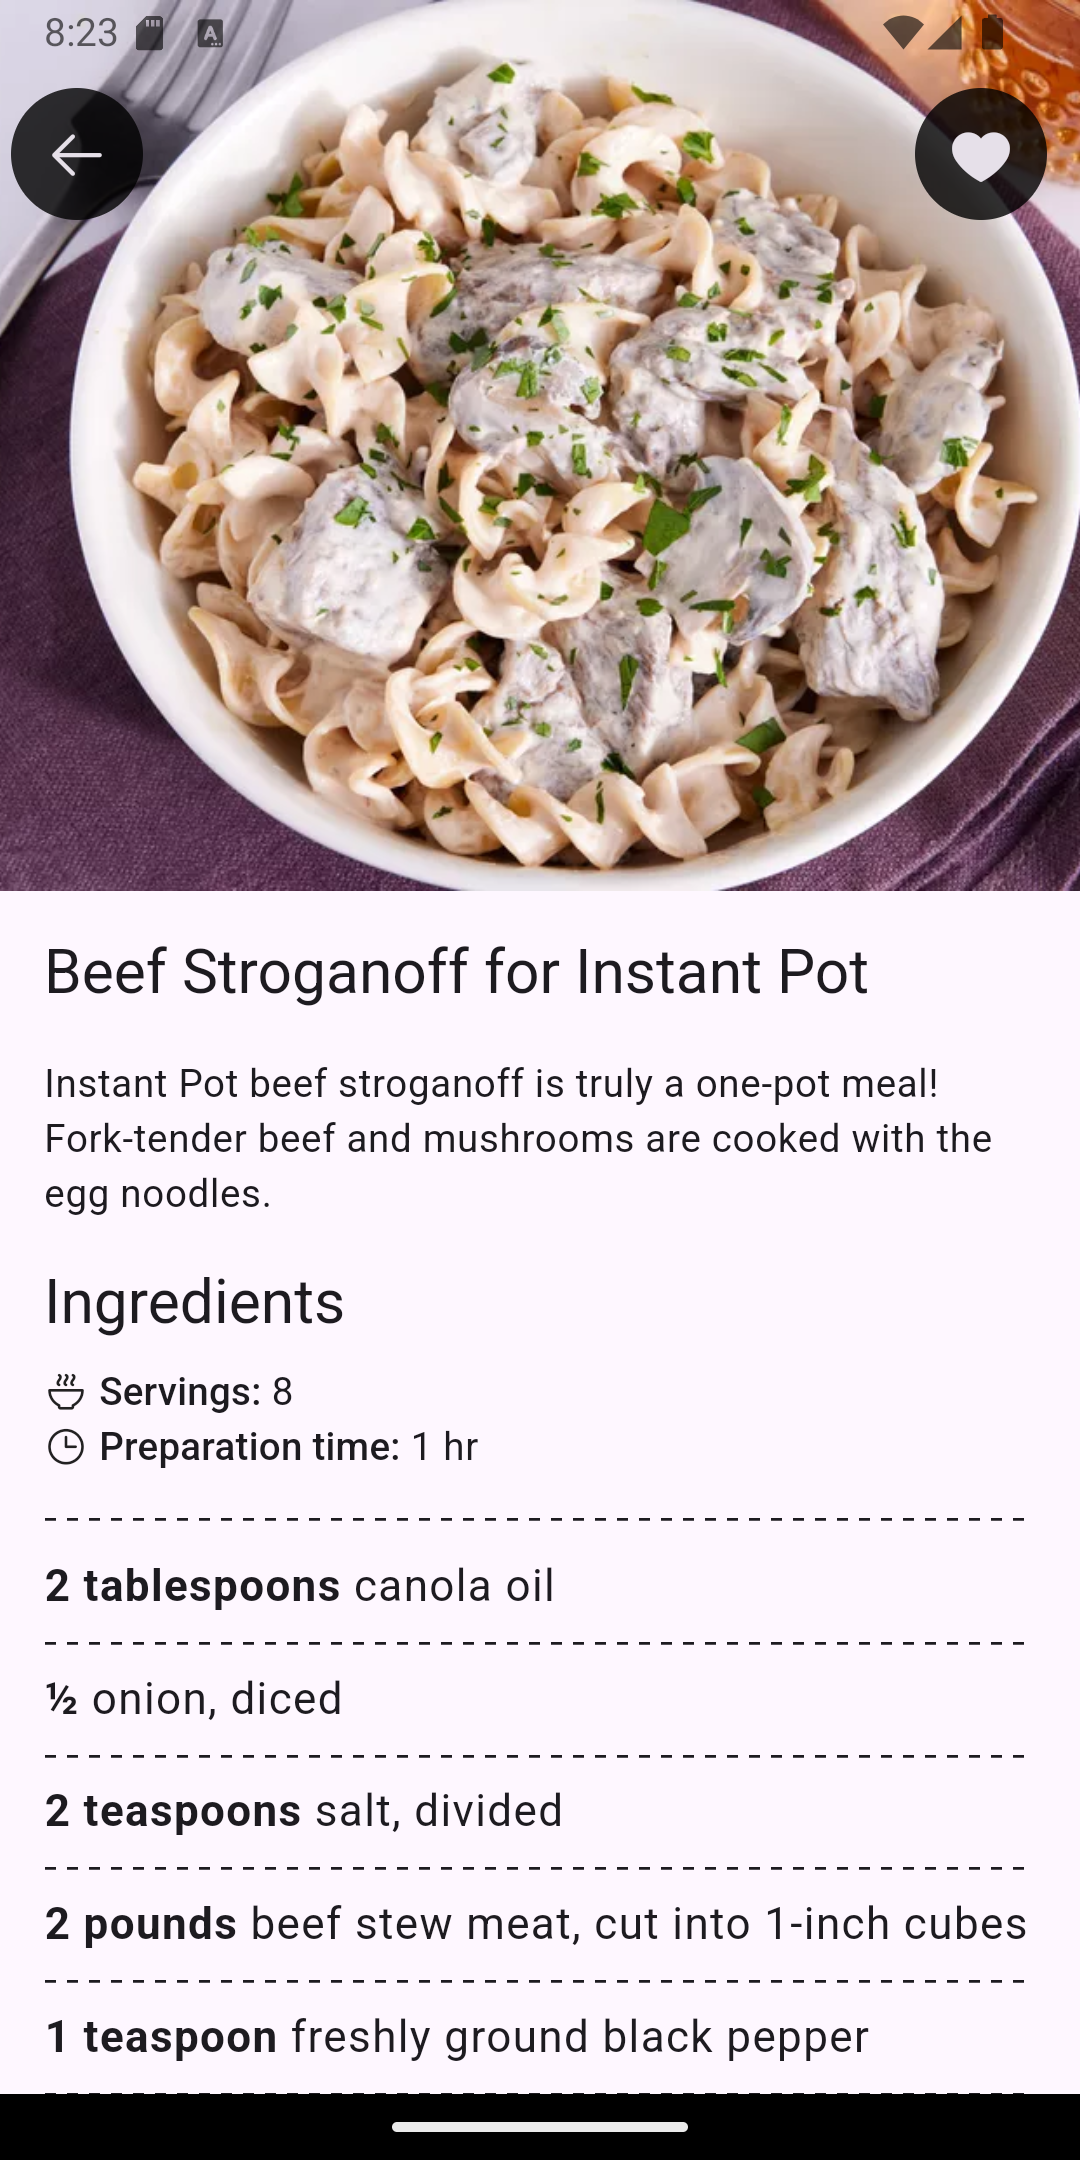 8:23
Beef Stroganoff for Instant Pot
Instant Pot beef stroganoff is truly a one-pot meal!
Fork-tender beef and mushrooms are cooked with the
egg noodles.
Ingredients
Servings: 8
Preparation time: 1 hr
2 tablespoons canola oil
½ onion, diced
2 teaspoons salt, divided
2 pounds beef stew meat, cut into 1-inch cubes
1 teaspoon freshly ground black pepper